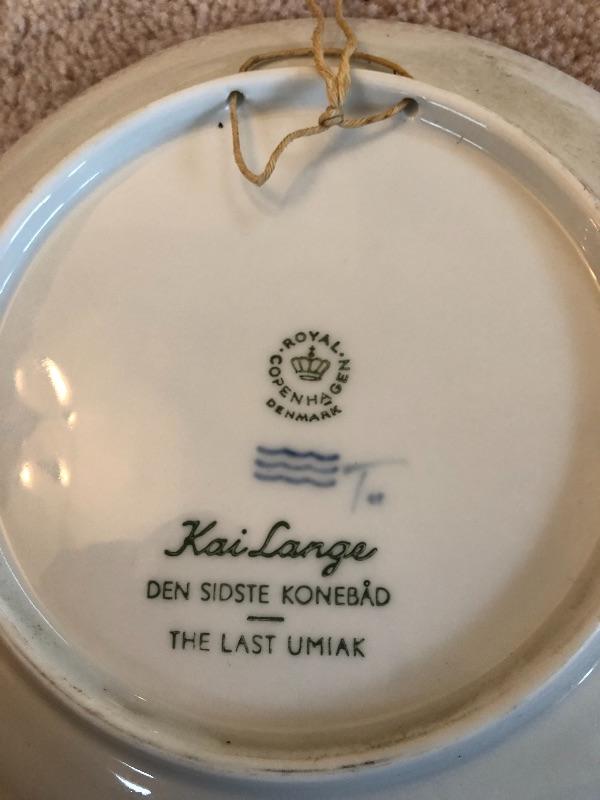 ROYAL
COPENHAGEN
DENMARK
Kai Lange
DEN SIDSTE KONEBÅD
THE LAST UMIAK